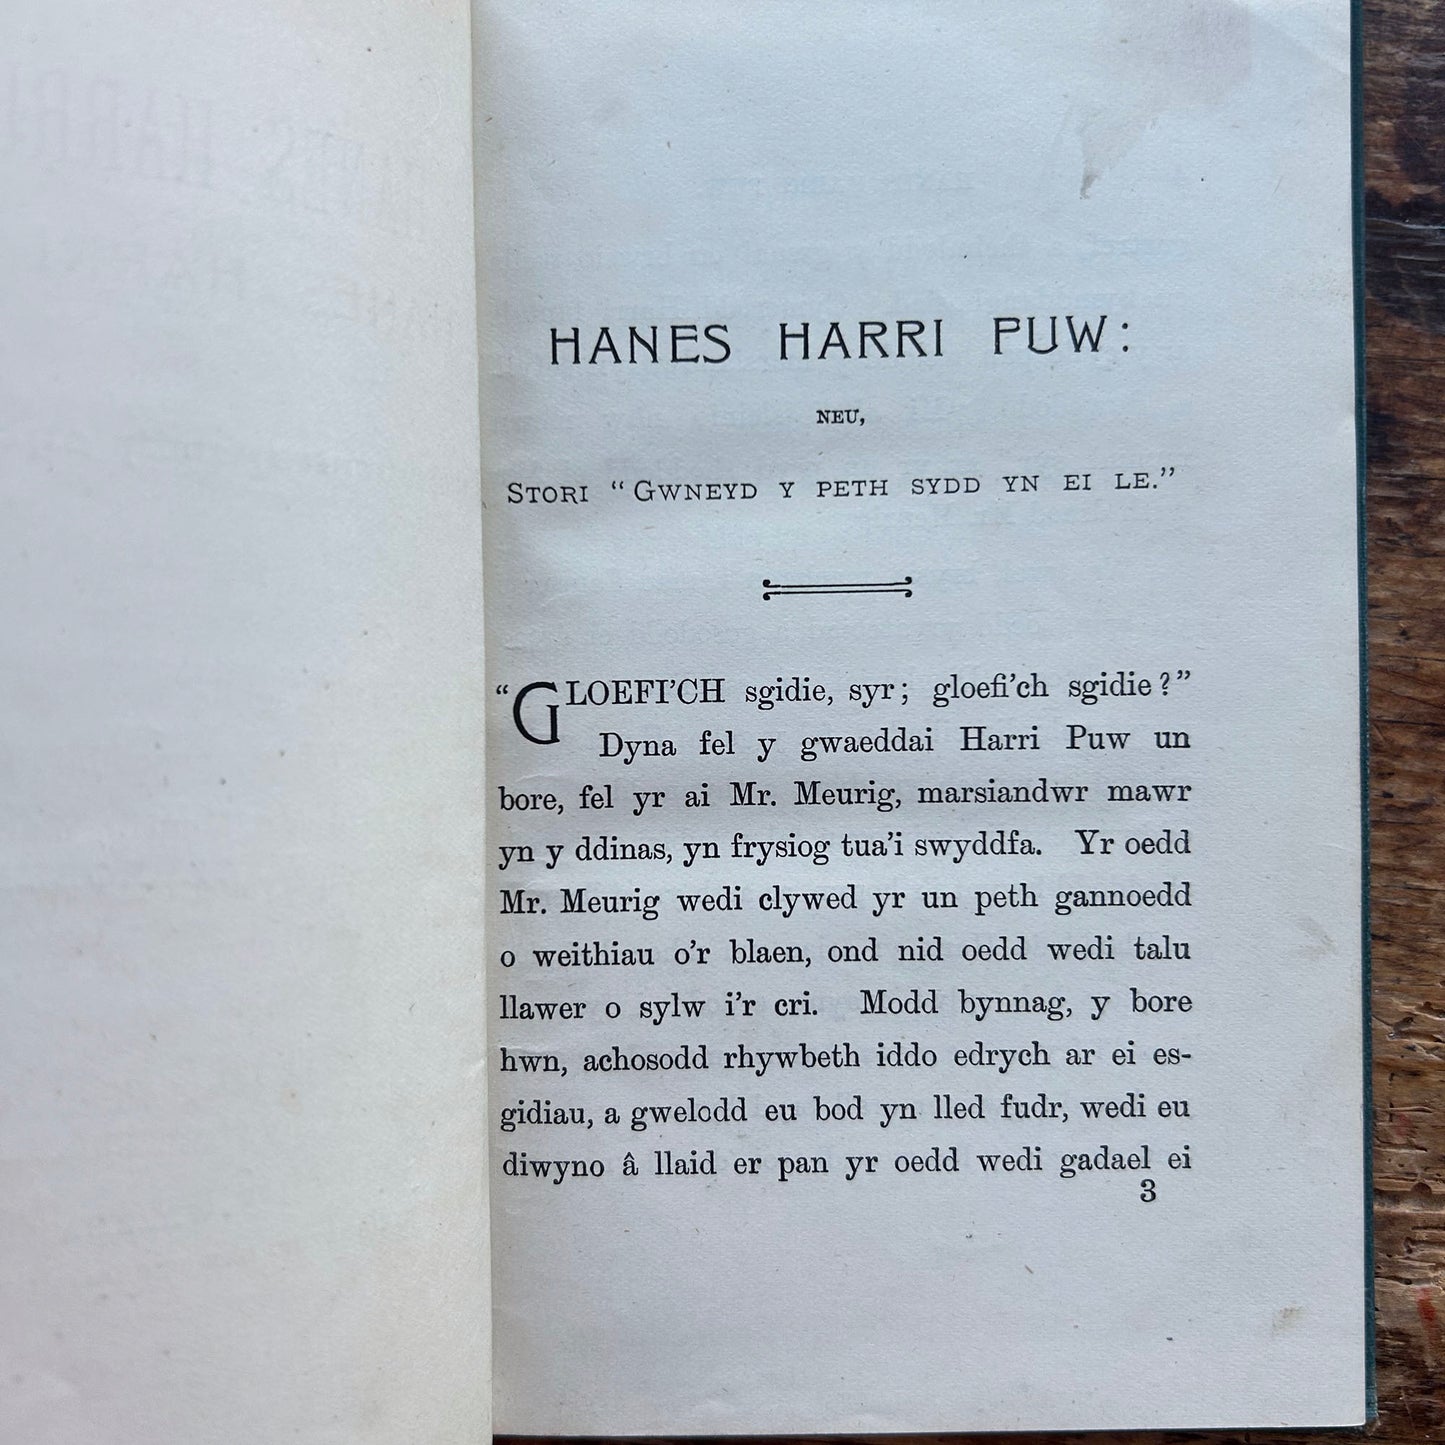 HANES HARRI PUW:
NEU,
STORI "GWNEYD Y PETH SYDD YN EI LE."
"GLOEFI'CH sgidie, syr; gloefi'ch sgidie?"
Dyna fel y gwaeddai Harri Puw un
bore, fel yr ai Mr. Meurig, marsiandwr mawr
yn y ddinas, yn frysiog tua'i swyddfa. Yr oedd
Mr. Meurig wedi clywed yr un peth gannoedd
o weithiau o'r blaen, ond nid oedd wedi talu
llawer o sylw i'r cri. Modd bynnag, y bore
hwn, achosodd rhywbeth iddo edrych ar ei es-
gidiau, a gwelodd eu bod yn lled fudr, wedi eu
diwyno â llaid er pan yr oedd wedi gadael ei
3